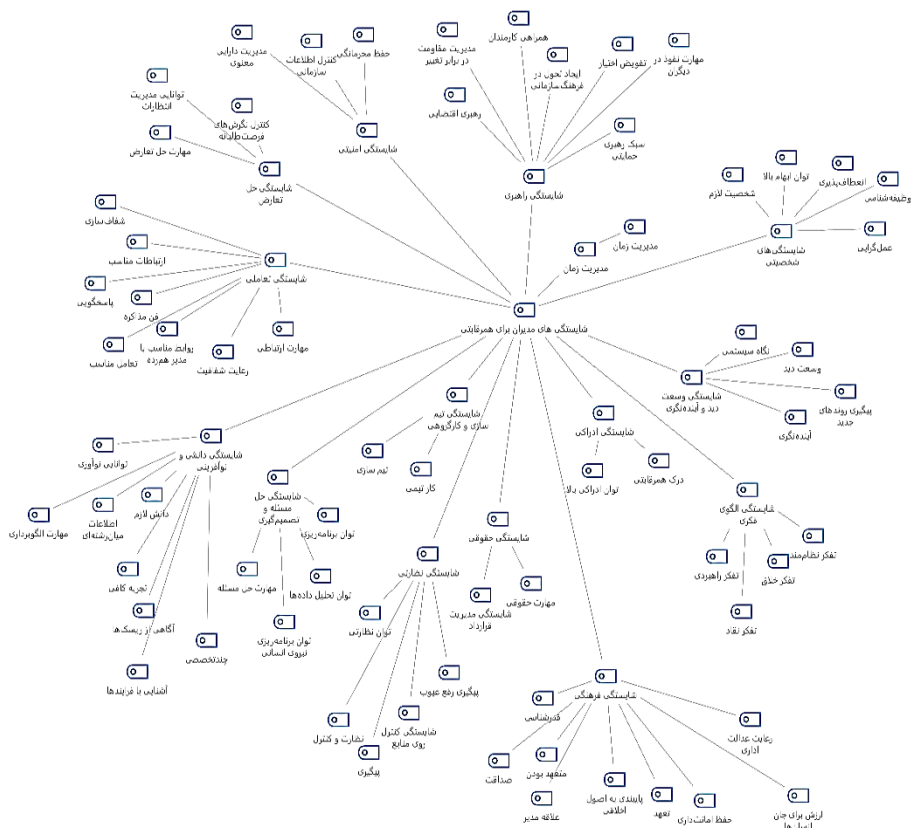 همراهی کارمندان
حفظ محرمانگی
کنترل اطلاعات
سازمانی
مدیریت دارایی
معنوی
مدیریت مقاومت
در برابر تغییر
ایجاد تحول در
فرهنگ سازمانی
تفویض اختیار
مهارت نفوذ در
دیگران
توانایی مدیریت
انتظارات
کنترل نگرش‌های
فرصت‌طلبانه
مهارت حل تعارض
رهبری اقتضایی
سبک رهبری
حمایتی
شایستگی امنیتی
شایستگی راهبری
شایستگی حل
تعارض
شخصیت لازم
توان ابهام بالا
انعطاف‌پذیری
وظیفه‌شناسی
عمل‌گرایی
شایستگی‌های
شخصیتی
شفاف سازی
ارتباطات مناسب
شایستگی تعاملی
پاسخگویی
فن مذاکره
تعامل مناسب
روابط مناسب با
مدیر هم‌رده
رعایت شفافیت
مهارت ارتباطی
مدیریت زمان
مدیریت زمان
شایستگی های مدیران برای همرقابتی
نگاه سیستمی
وسعت دید
شایستگی وسعت
دید و آینده‌نگری
پیگیری روندهای
جدید
آینده‌نگری
شایستگی تیم
سازی و کارگروهی
تیم سازی
کار تیمی
شایستگی ادراکی
توان ادراکی بالا
درک همرقابتی
توانایی نوآوری
شایستگی دانشی و
نوآفرینی
مهارت الگوبرداری
اطلاعات
میان‌رشته‌ای
دانش لازم
تجربه کافی
آگاهی از ریسک‌ها
آشنایی با فرایندها
چندتخصصی
شایستگی حل
مسئله و
تصمیم‌گیری
توان برنامه‌ریزی
مهارت حل مسئله
توان تحلیل داده‌ها
توان برنامه‌ریزی
نیروی انسانی
شایستگی نظارتی
توان نظارتی
نظارت و کنترل
پیگیری
شایستگی کنترل
روی منابع
پیگیری رفع عیوب
شایستگی حقوقی
شایستگی مدیریت
قرارداد
مهارت حقوقی
شایستگی الگوی
فکری
تفکر راهبردی
تفکر خلاق
تفکر نظام‌مند
تفکر نقاد
شایستگی فرهنگی
قدرشناسی
صداقت
متعهد بودن
علاقه مدیر
پایبندی به اصول
اخلاقی
تعهد
حفظ امانت‌داری
رعایت عدالت
اداری
ارزش برای جان
انسان‌ها